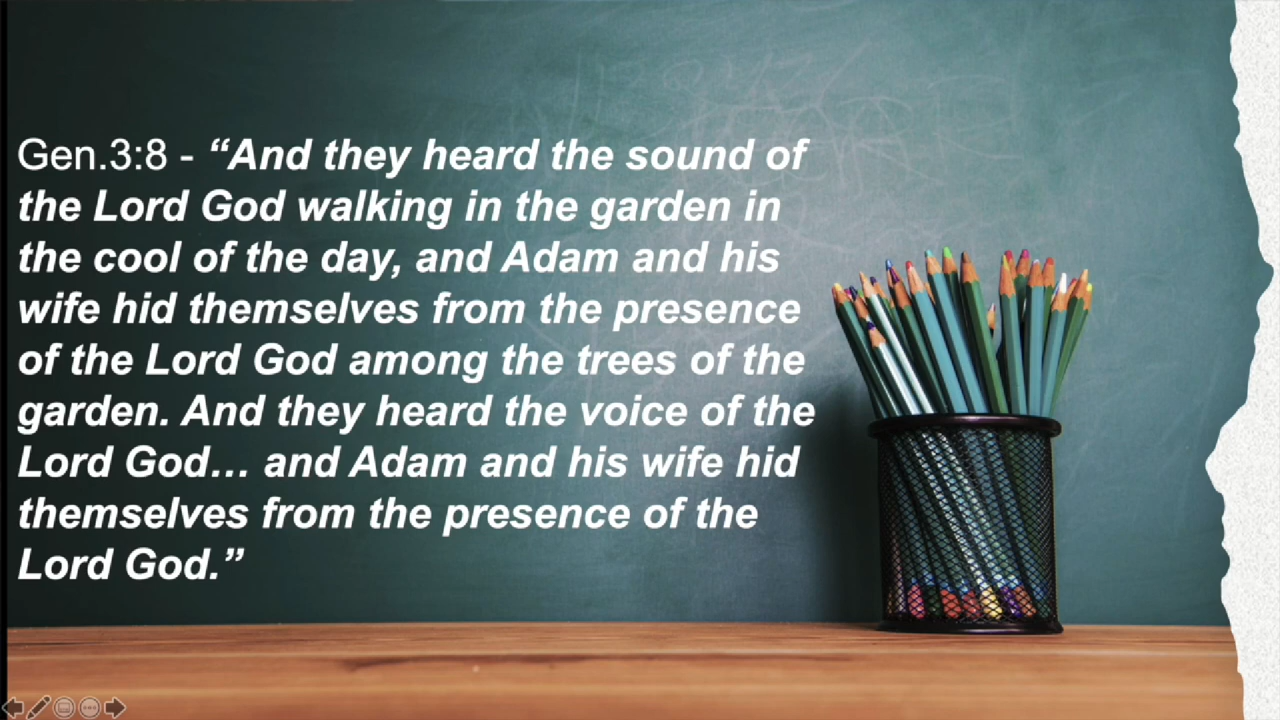 Gen.3:8 - “And they heard the sound of
the Lord God walking in the garden in
the cool of the day, and Adam and his
wife hid themselves from the presence
of the Lord God among the trees of the
garden. And they heard the voice of the
Lord God... and Adam and his wife hid
themselves from the presence of the
Lord God.”